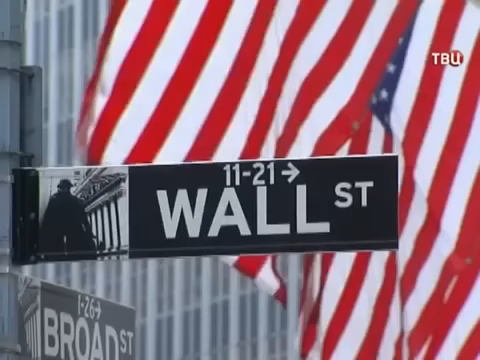 ТВЦ
11-21→
WALL ST
1-26→
BROAD ST